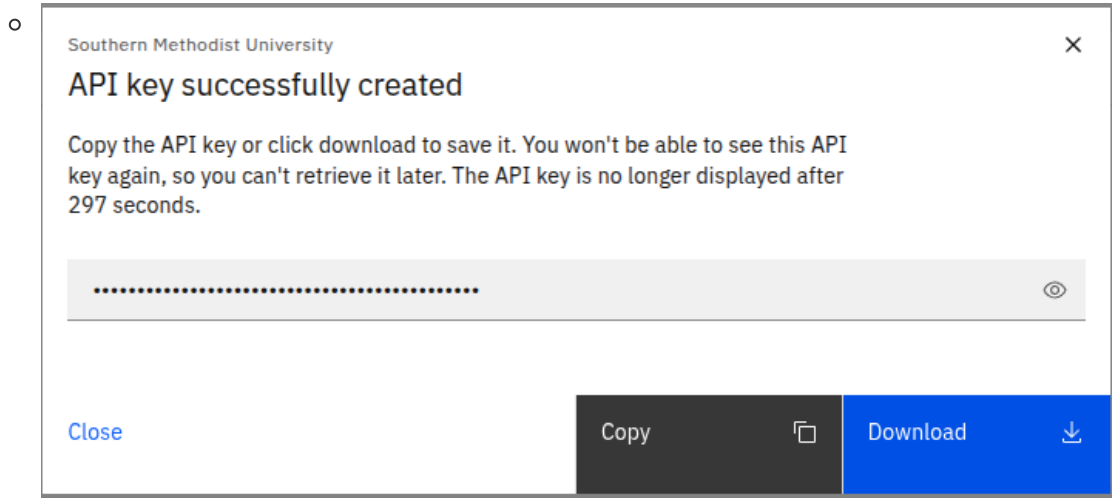 Southern Methodist University
API key successfully created
Copy the API key or click download to save it. You won't be able to see this API
key again, so you can't retrieve it later. The API key is no longer displayed after
297 seconds.
••••••••••••••••••••••••••••••••••••••••••••
Close
Copy
Download